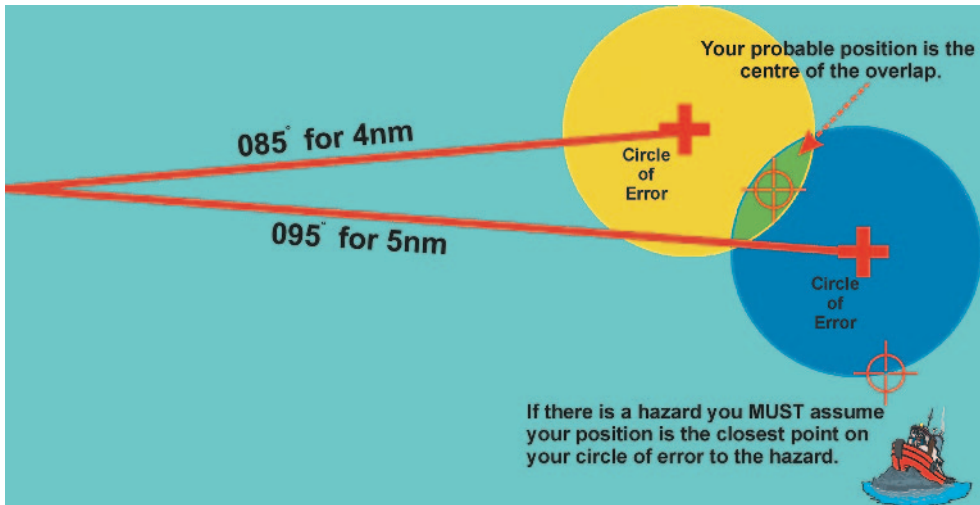 Your probable position is the
centre of the overlap.
085° for 4nm
Circle
of
Error
095° for 5nm
Circle
of
Error
If there is a hazard you MUST assume
your position is the closest point on
your circle of error to the hazard.